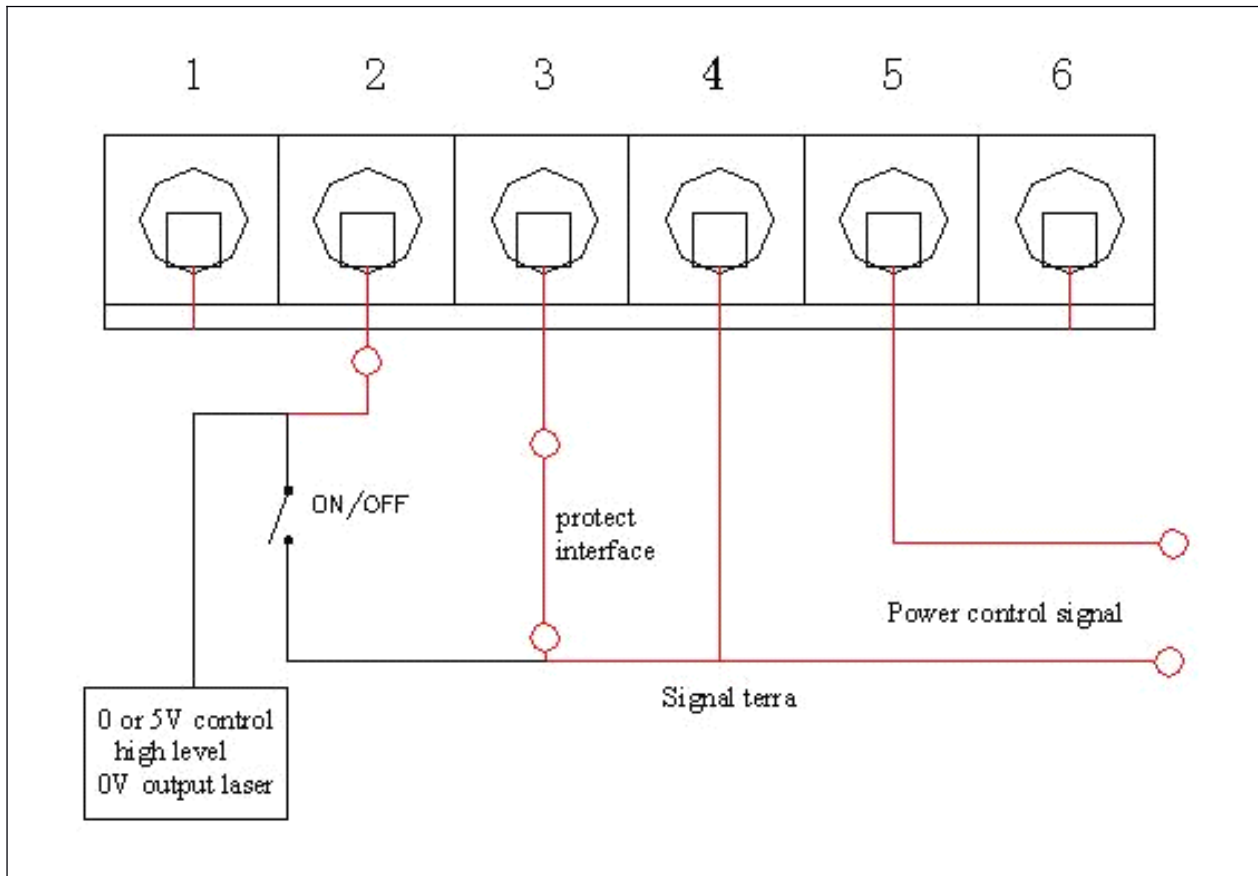 1 2 3 4 5 6
ON/OFF
protect
interface
Power control signal
Signal terra
0 or 5V control
high level
0V output laser